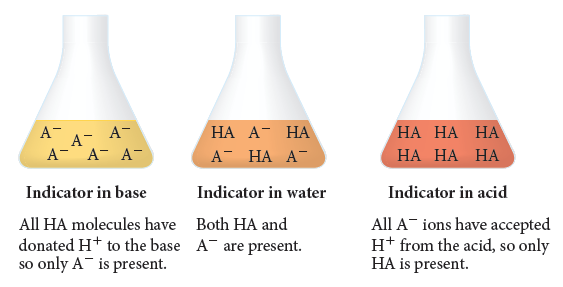 A⁻ A⁻ A⁻
A⁻ A⁻ A⁻
HA A⁻ HA
A⁻ HA A⁻
HA HA HA
HA HA HA
Indicator in base
All HA molecules have
donated H⁺ to the base
so only A⁻ is present.
Indicator in water
Both HA and
A⁻ are present.
Indicator in acid
All A⁻ ions have accepted
H⁺ from the acid, so only
HA is present.